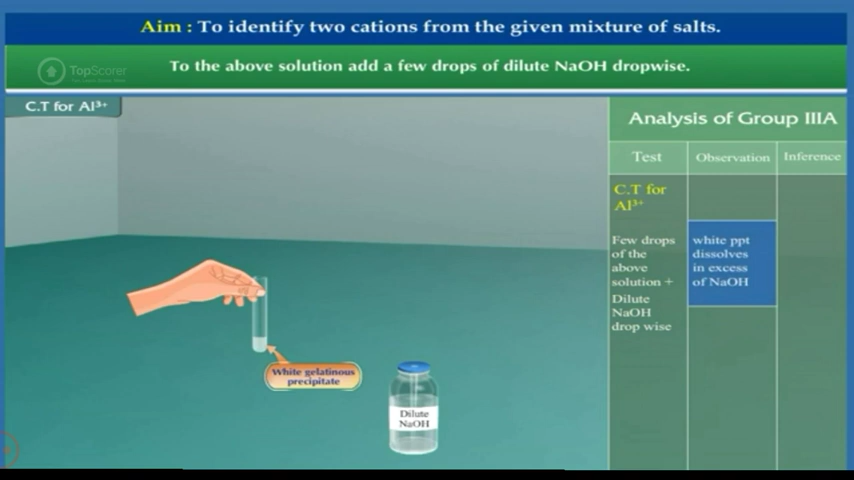 Aim : To identify two cations from the given mixture of salts.
To the above solution add a few drops of dilute NaOH dropwise.
TopScorer
C.T for Al³⁺
Analysis of Group IIIA
Test
Observation
Inference
C.T for
Al³⁺
Few drops
of the
above
solution +
Dilute
NaOH
drop wise
white ppt
dissolves
in excess
of NaOH
White gelatinous
precipitate
Dilute
NaOH